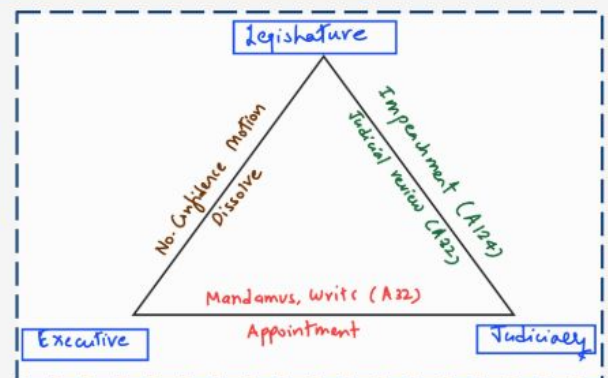 Legislature
No-Confidence Motion
Dissolve
Impeachment (A124)
Judicial review (A32)
Mandamus, Writs (A32)
Appointment
Executive
Judiciary